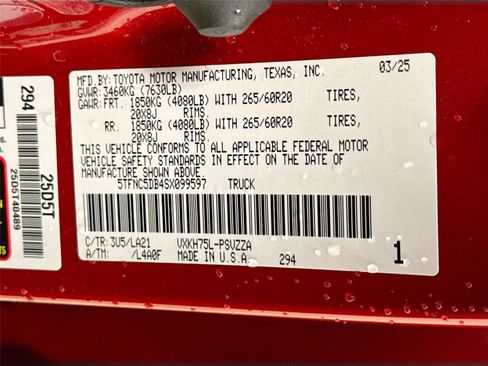 MFD.BY: TOYOTA MOTOR MANUFACTURING, TEXAS, INC. 03/25
GVWR: 3460KG (7630LB)
GAWR: FRT. 1850KG (4080LB) WITH 265/60R20 TIRES,
20X8J RIMS.
RR. 1850KG (4080LB) WITH 265/60R20 TIRES,
20X8J RIMS.
THIS VEHICLE CONFORMS TO ALL APPLICABLE FEDERAL MOTOR
VEHICLE SAFETY STANDARDS IN EFFECT ON THE DATE OF
MANUFACTURE SHOWN ABOVE.
5TFNC5DB4SX099597 TRUCK
C/TR: 3U5/LA21 VXKH75L-PSVZZA
A/TM: /L4A0F MADE IN U.S.A. 294 1
294
25D5T
25D5T40489